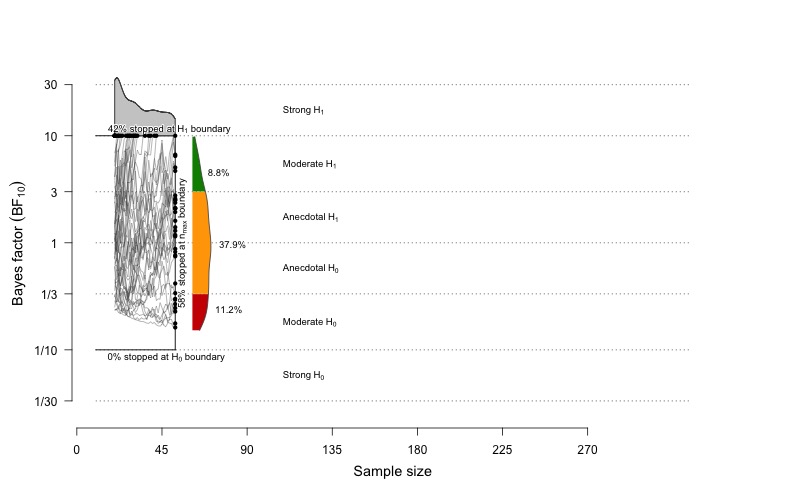 30
Strong H₁
42% stopped at H₁ boundary
10
Moderate H₁
8.8%
3
Anecdotal H₁
58% stopped at nmax boundary
37.9%
1
Bayes factor (BF₁₀)
Anecdotal H₀
1/3
11.2%
Moderate H₀
1/10
0% stopped at H₀ boundary
Strong H₀
1/30
0 45 90 135 180 225 270
Sample size